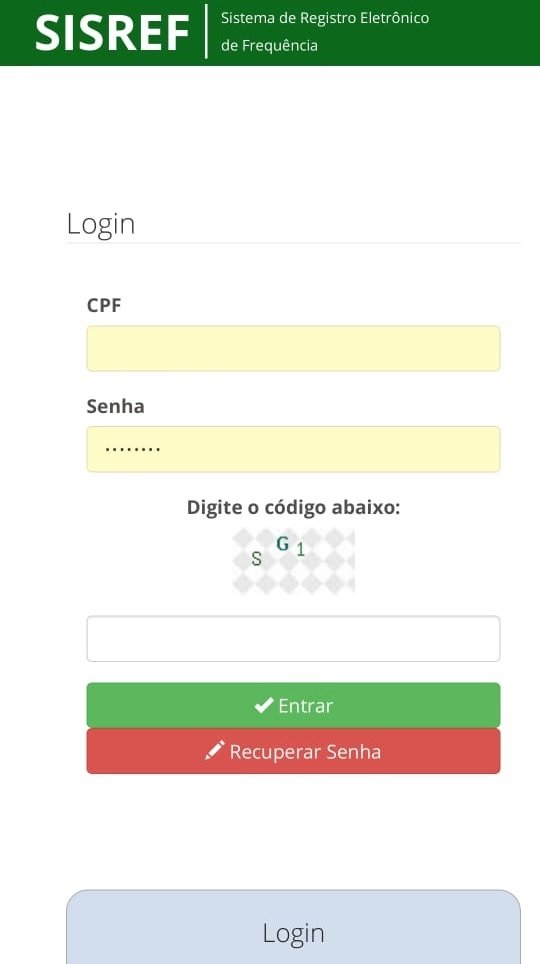 SISREF
Sistema de Registro Eletrônico
de Frequência
Login
CPF
Senha
........
Digite o código abaixo:
S G 1
Entrar
Recuperar Senha
Login